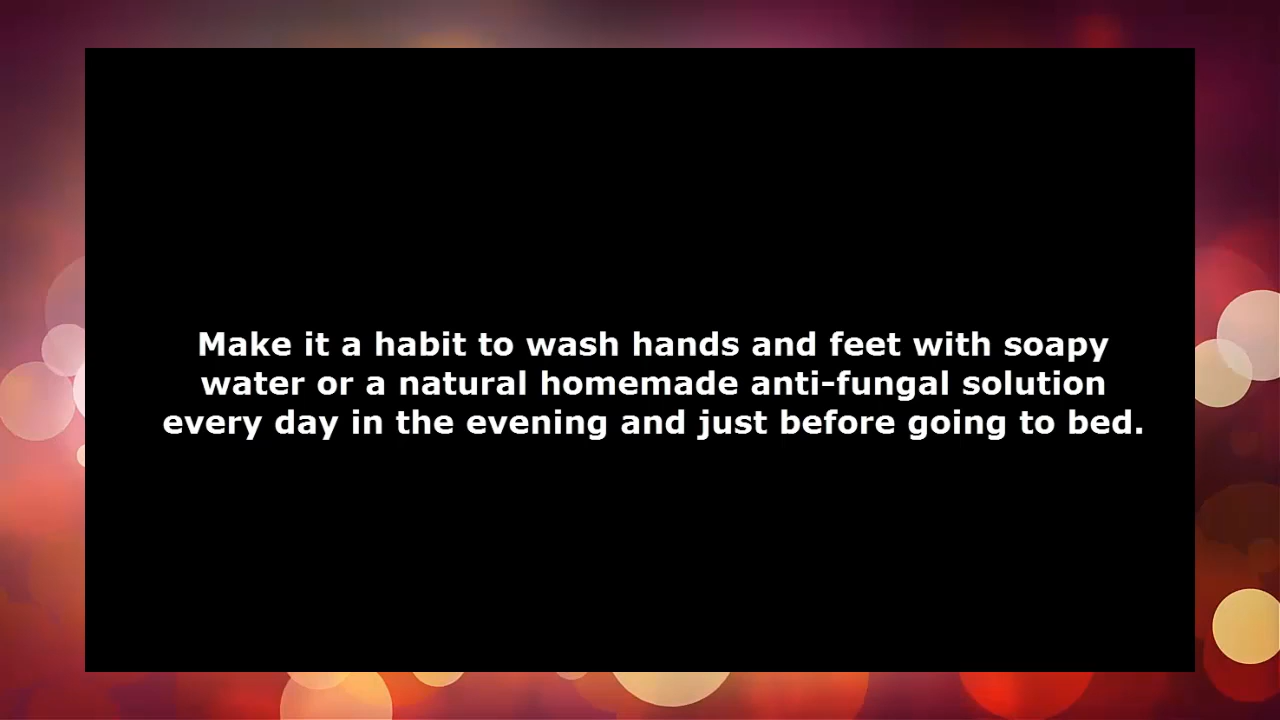 Make it a habit to wash hands and feet with soapy
water or a natural homemade anti-fungal solution
every day in the evening and just before going to bed.